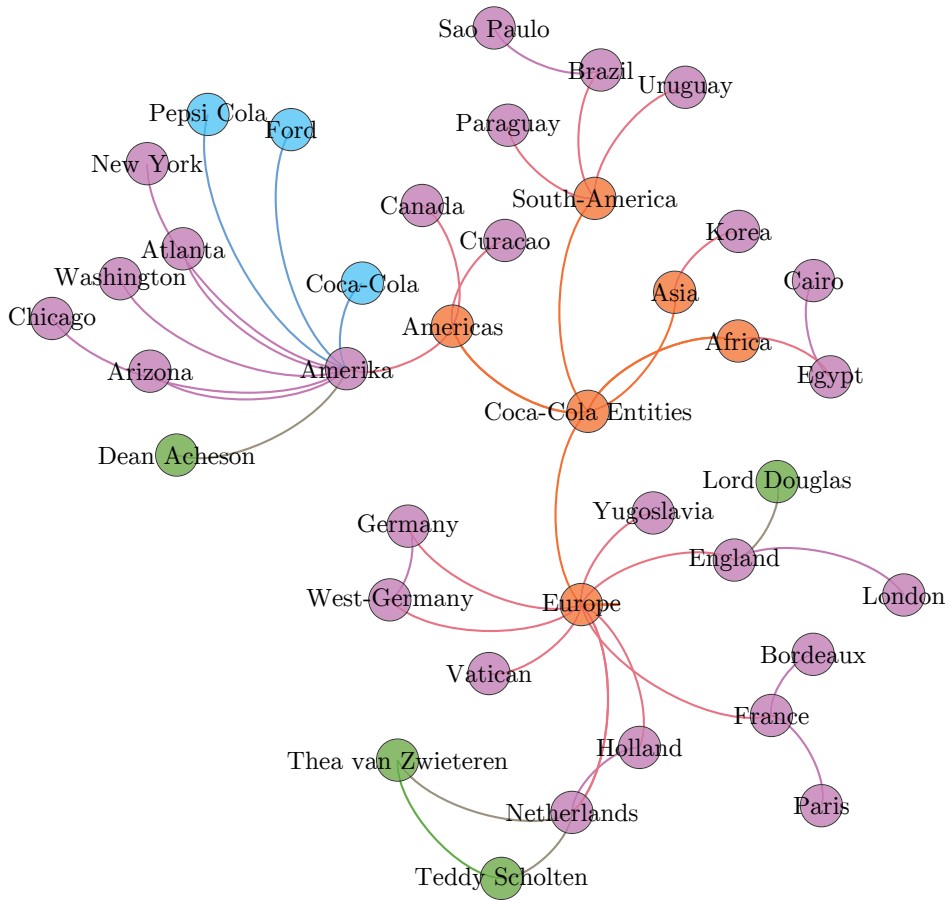 Sao Paulo
Brazil
Uruguay
Pepsi Cola
Ford
Paraguay
New York
South-America
Canada
Curacao
Korea
Atlanta
Washington
Coca-Cola
Asia
Cairo
Chicago
Americas
Africa
Arizona
Amerika
Egypt
Coca-Cola Entities
Dean Acheson
Lord Douglas
Yugoslavia
Germany
England
West-Germany
Europe
London
Bordeaux
Vatican
France
Holland
Thea van Zwieteren
Paris
Netherlands
Teddy Scholten